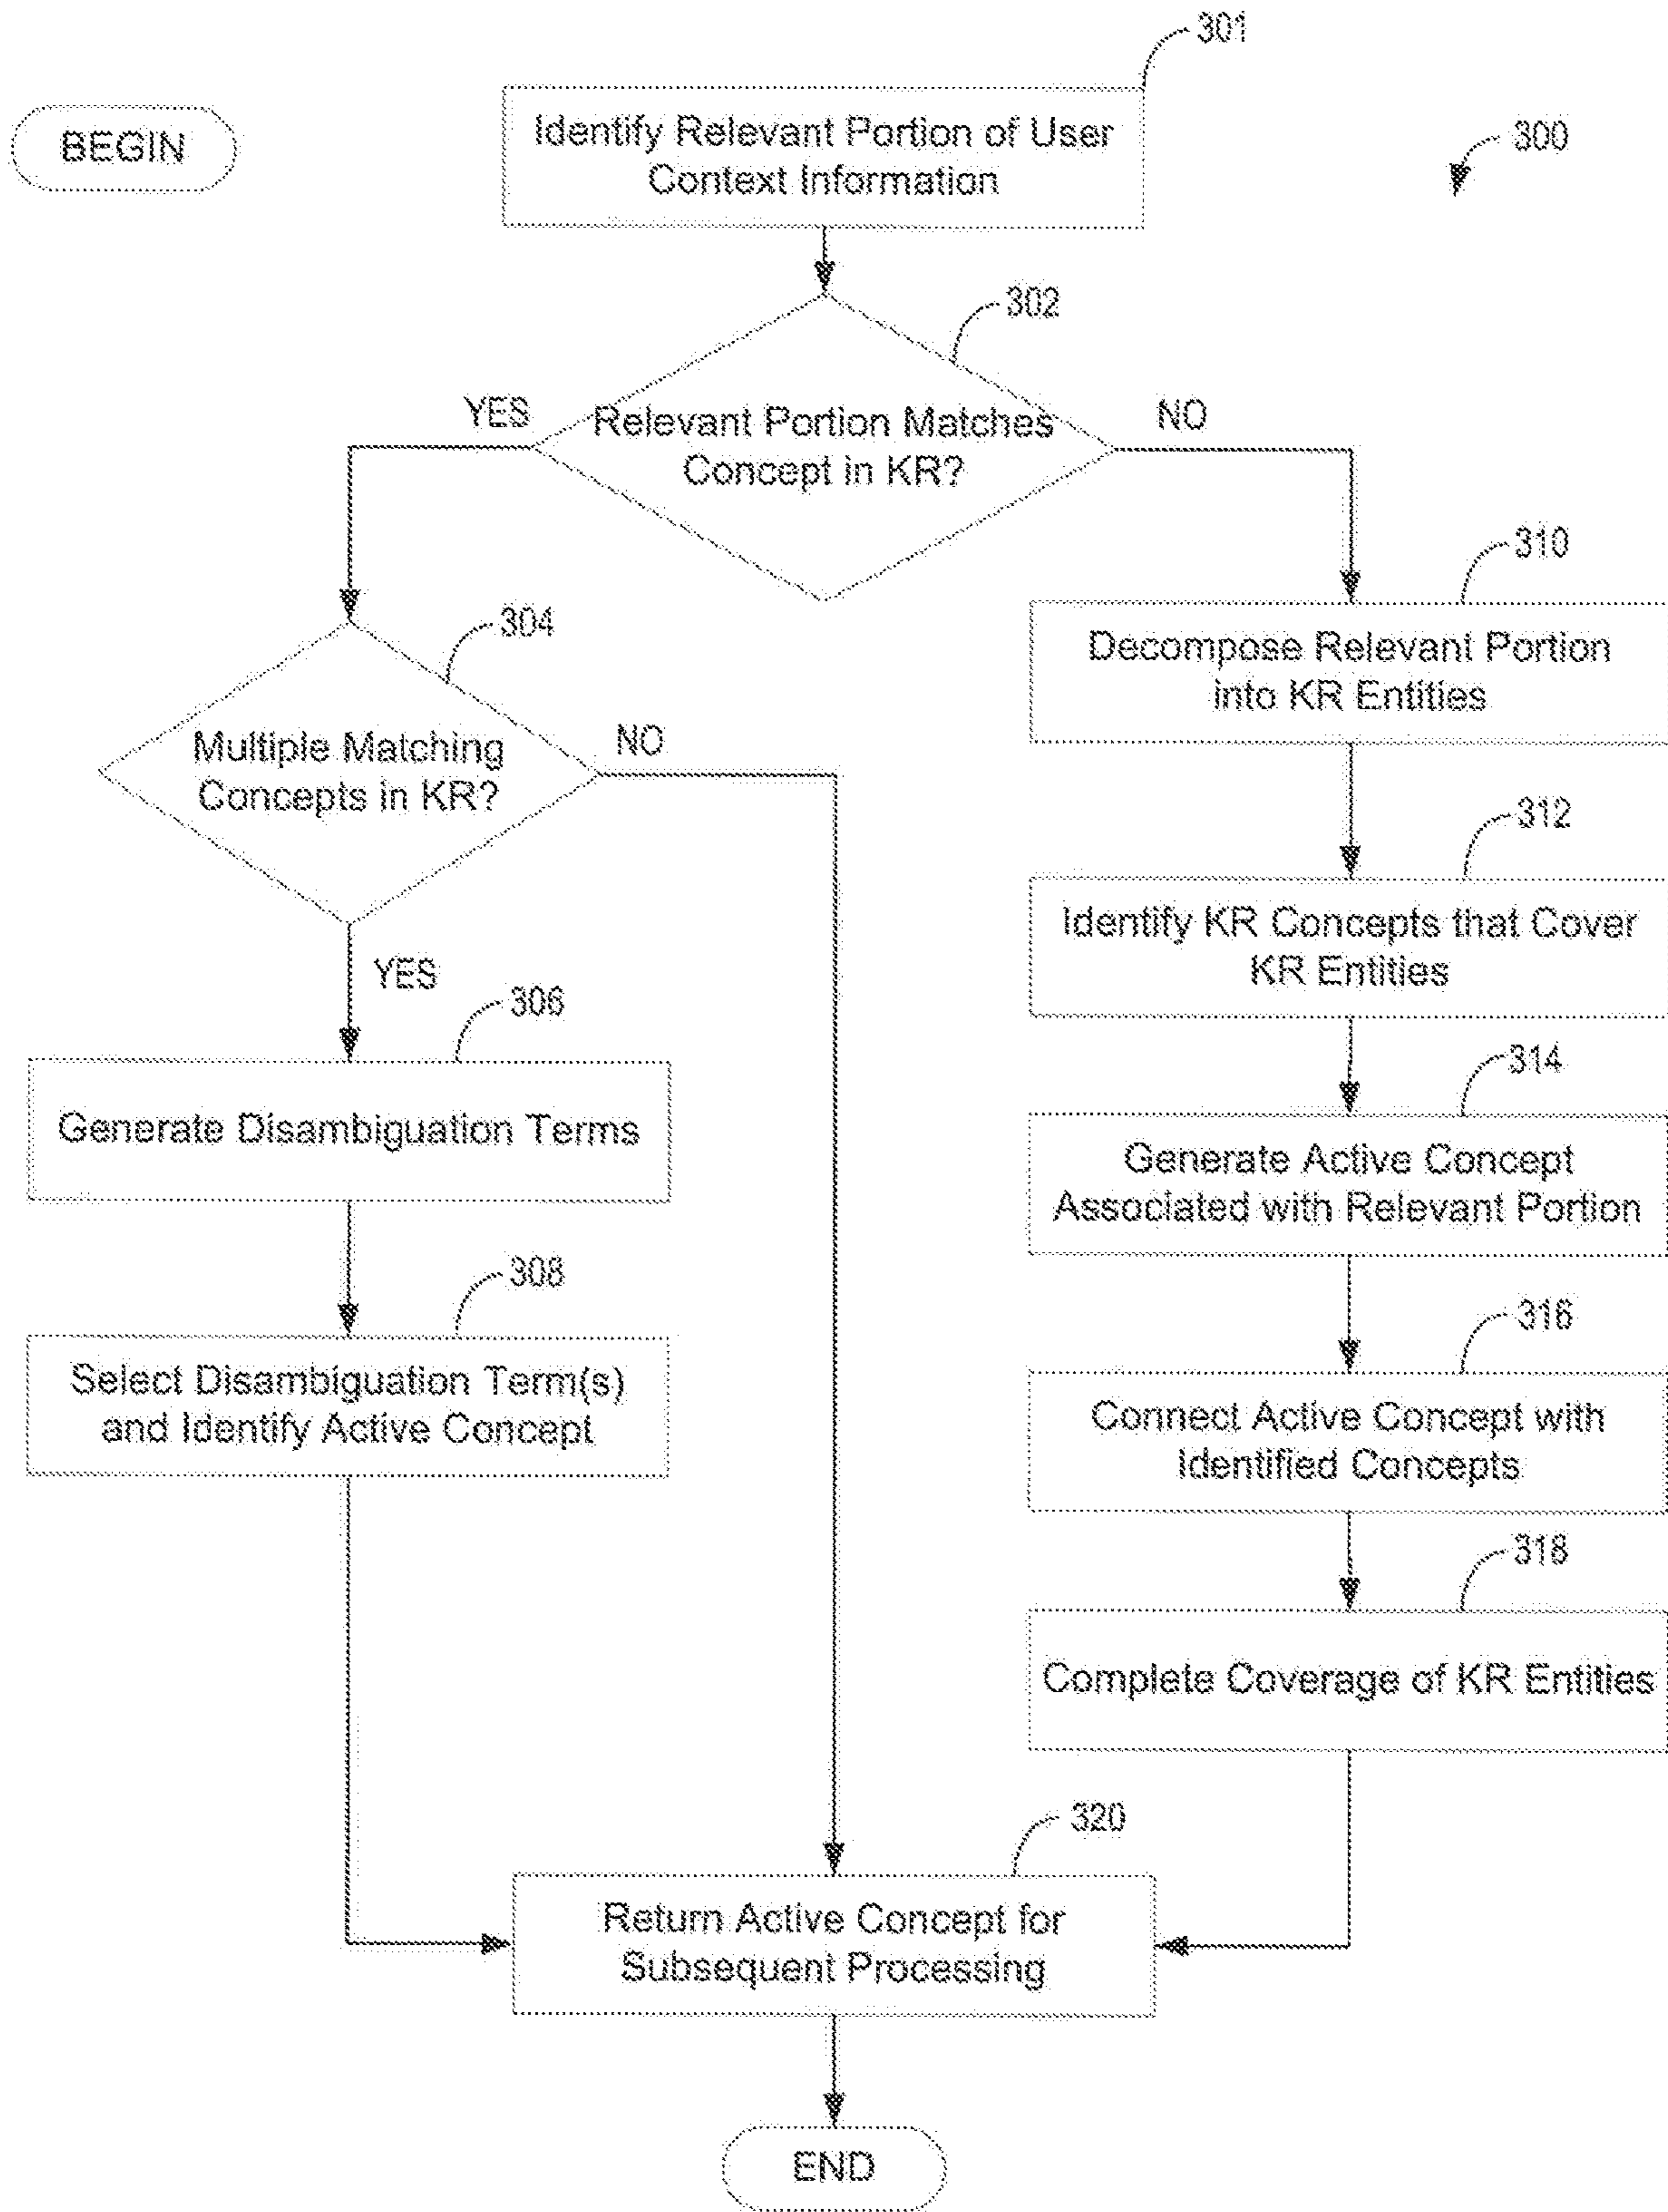 301
BEGIN
Identify Relevant Portion of User
Context Information
300
302
YES
Relevant Portion Matches
Concept in KR?
NO
310
304
Decompose Relevant Portion
into KR Entities
Multiple Matching
Concepts in KR?
NO
312
Identify KR Concepts that Cover
KR Entities
YES
306
314
Generate Disambiguation Terms
Generate Active Concept
Associated with Relevant Portion
308
316
Select Disambiguation Term(s)
and Identify Active Concept
Connect Active Concept with
Identified Concepts
318
Complete Coverage of KR Entities
320
Return Active Concept for
Subsequent Processing
END